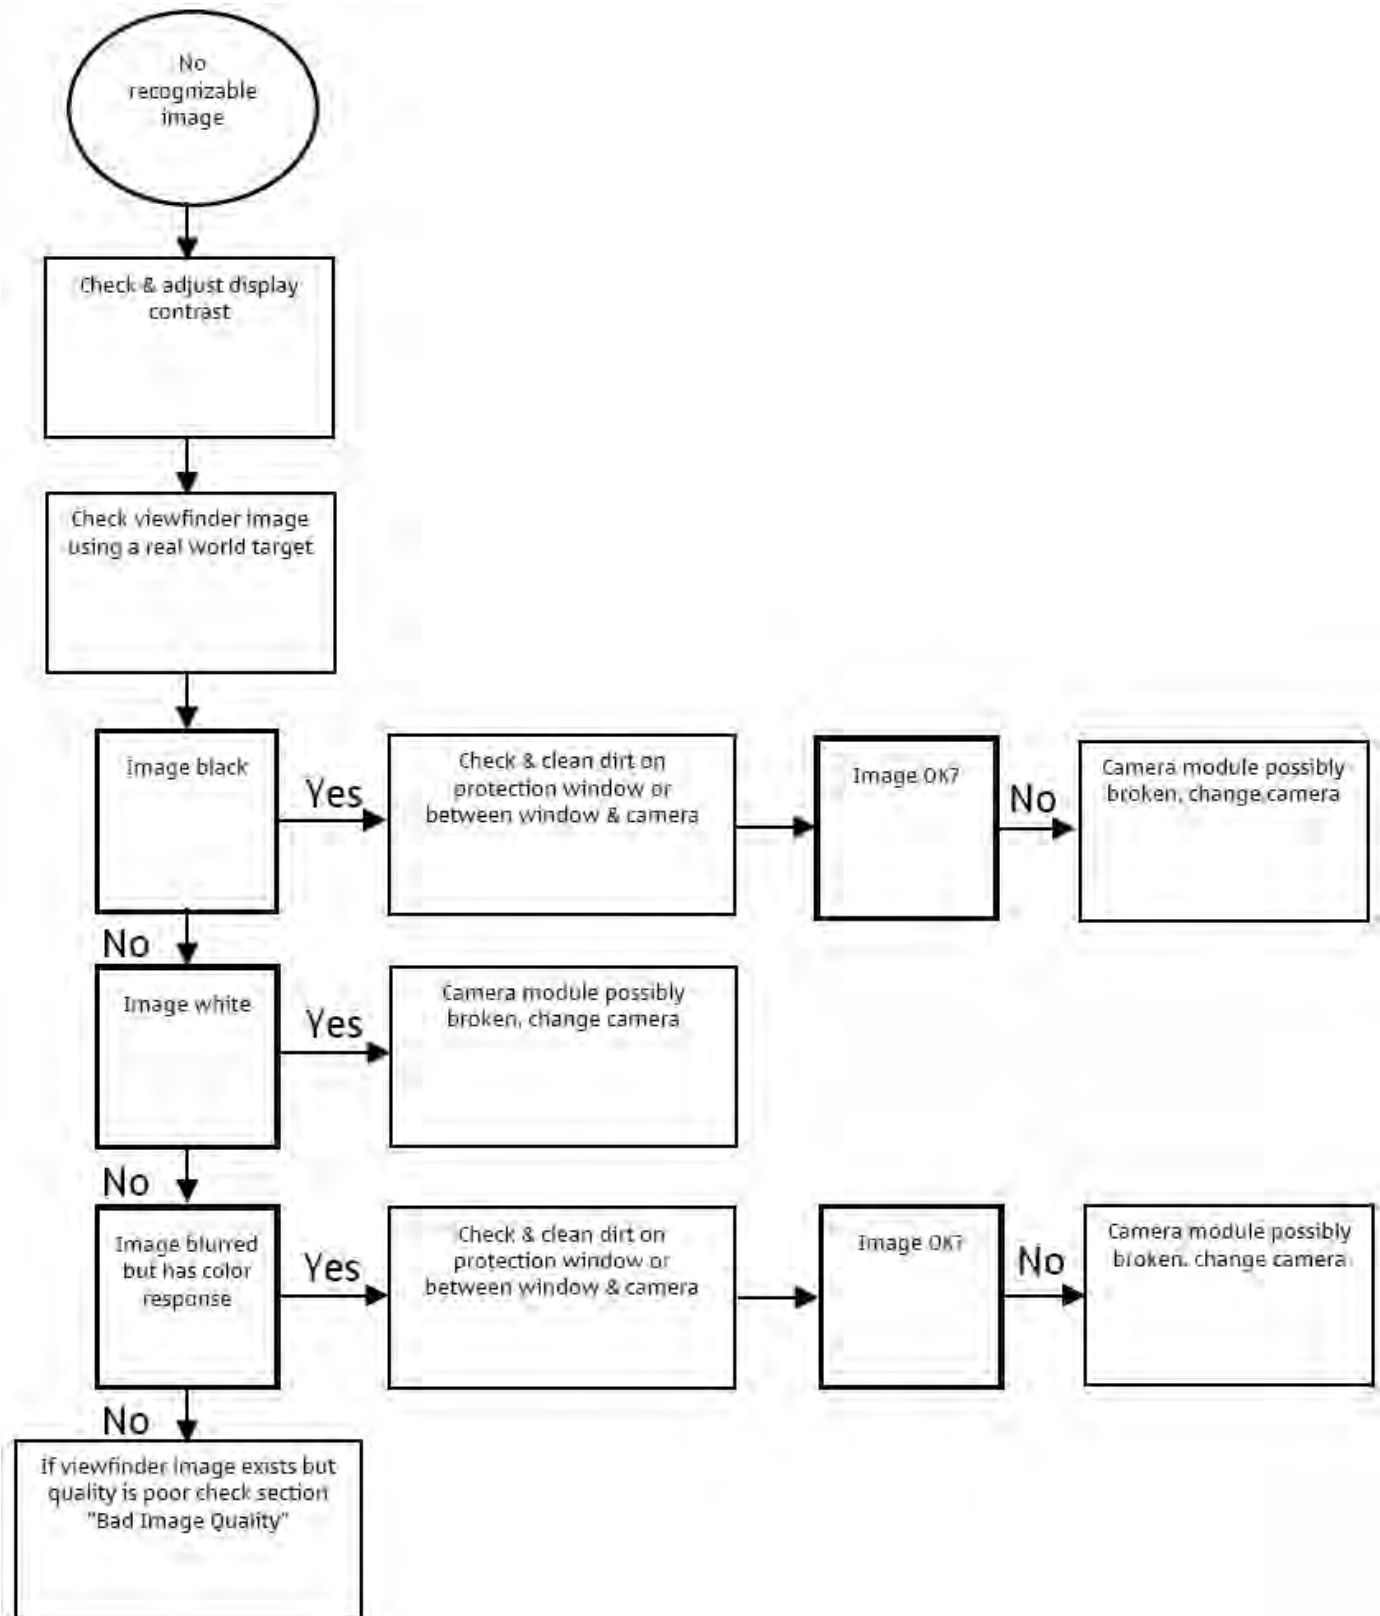 No
recognizable
image
Check & adjust display
contrast
Check viewfinder image
using a real world target
Image black
Yes
Check & clean dirt on
protection window or
between window & camera
Image OK?
No
Camera module possibly
broken, change camera
No
Image white
Yes
Camera module possibly
broken, change camera
No
Image blurred
but has color
response
Yes
Check & clean dirt on
protection window or
between window & camera
Image OK?
No
Camera module possibly
broken, change camera
No
If viewfinder image exists but
quality is poor check section
"Bad Image Quality"